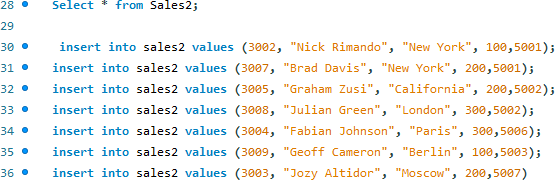 28 Select * from Sales2;
29
30 insert into sales2 values (3002, "Nick Rimando", "New York", 100,5001);
31 insert into sales2 values (3007, "Brad Davis", "New York", 200,5001);
32 insert into sales2 values (3005, "Graham Zusi", "California", 200,5002);
33 insert into sales2 values (3008, "Julian Green", "London", 300,5002);
34 insert into sales2 values (3004, "Fabian Johnson", "Paris", 300,5006);
35 insert into sales2 values (3009, "Geoff Cameron", "Berlin", 100,5003);
36 insert into sales2 values (3003, "Jozy Altidor", "Moscow", 200,5007)